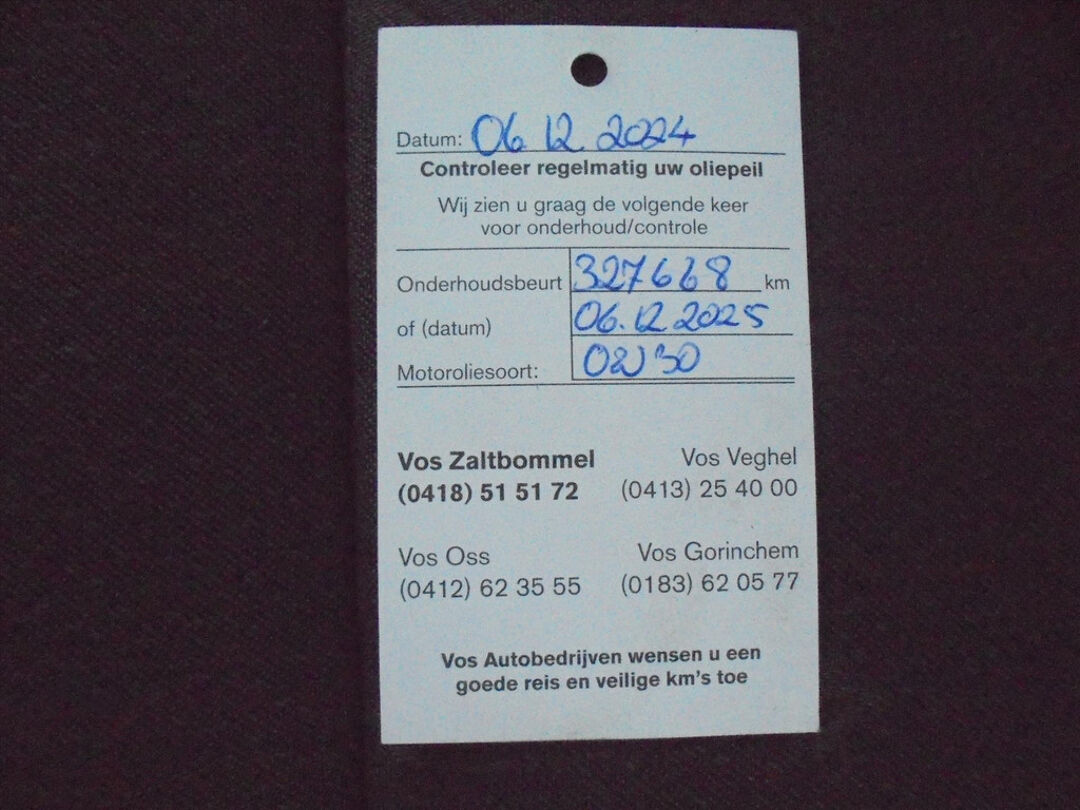 Datum: 06 12 2024
Controleer regelmatig uw oliepeil
Wij zien u graag de volgende keer
voor onderhoud/controle
Onderhoudsbeurt 327668 km
of (datum) 06.12 2025
Motoroliesoort: 0W30
Vos Zaltbommel Vos Veghel
(0418) 51 51 72 (0413) 25 40 00
Vos Oss Vos Gorinchem
(0412) 62 35 55 (0183) 62 05 77
Vos Autobedrijven wensen u een
goede reis en veilige km's toe